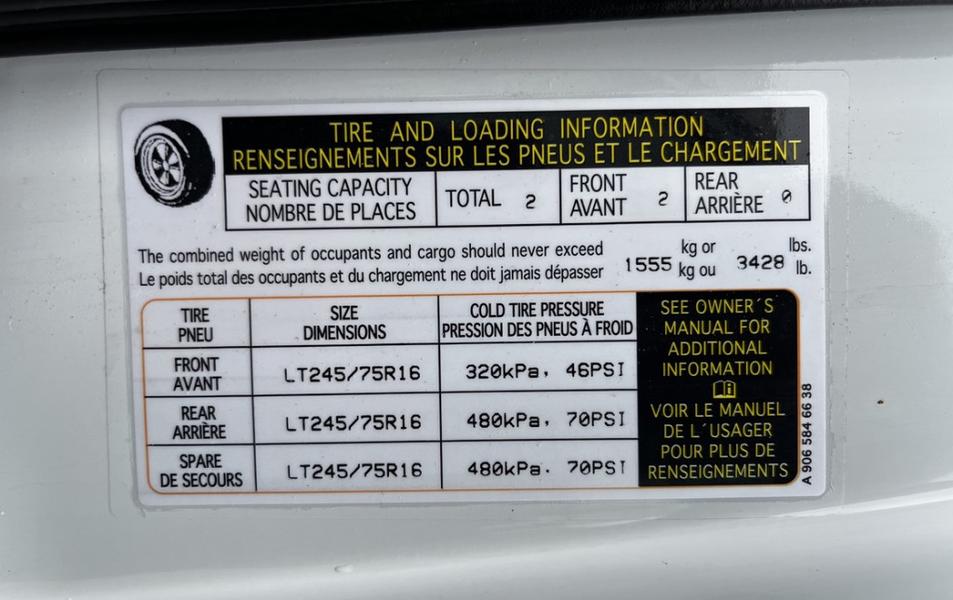 TIRE AND LOADING INFORMATION
RENSEIGNEMENTS SUR LES PNEUS ET LE CHARGEMENT
SEATING CAPACITY
NOMBRE DE PLACES
TOTAL 2
FRONT
AVANT 2
REAR
ARRIÈRE 0
The combined weight of occupants and cargo should never exceed
Le poids total des occupants et du chargement ne doit jamais dépasser
1555 kg or
kg ou
3428 lbs.
lb.
TIRE
PNEU
SIZE
DIMENSIONS
COLD TIRE PRESSURE
PRESSION DES PNEUS À FROID
FRONT
AVANT
LT245/75R16
320kPa, 46PSI
REAR
ARRIÈRE
LT245/75R16
480kPa, 70PSI
SPARE
DE SECOURS
LT245/75R16
480kPa. 70PSI
SEE OWNER´S
MANUAL FOR
ADDITIONAL
INFORMATION
VOIR LE MANUEL
DE L´USAGER
POUR PLUS DE
RENSEIGNEMENTS
A 906 584 66 38